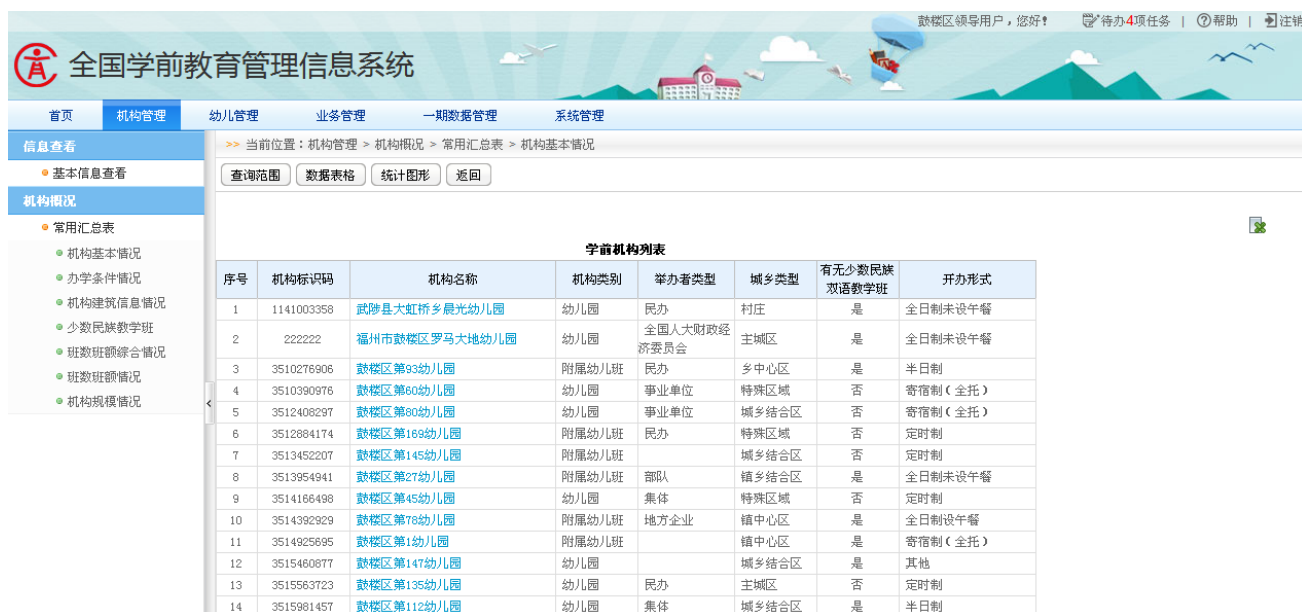 鼓楼区领导用户，您好！ 待办4项任务 | 帮助 | 注销
全国学前教育管理信息系统
首页 机构管理 幼儿管理 业务管理 一期数据管理 系统管理
信息查看
基本信息查看
机构概况
常用汇总表
机构基本情况
办学条件情况
机构建筑信息情况
少数民族教学班
班数班额综合情况
班数班额情况
机构规模情况
>> 当前位置：机构管理 > 机构概况 > 常用汇总表 > 机构基本情况
查询范围 数据表格 统计图形 返回
学前机构列表
序号 机构标识码 机构名称 机构类别 举办者类型 城乡类型 有无少数民族 开办形式
双语教学班
1 1141003358 武陟县大虹桥乡晨光幼儿园 幼儿园 民办 村庄 是 全日制未设午餐
2 222222 福州市鼓楼区罗马大地幼儿园 幼儿园 全国人大财政经 主城区 是 全日制未设午餐
济委员会
3 3510276906 鼓楼区第93幼儿园 附属幼儿班 民办 乡中心区 是 半日制
4 3510390976 鼓楼区第60幼儿园 幼儿园 事业单位 特殊区域 否 寄宿制(全托)
5 3512408297 鼓楼区第80幼儿园 幼儿园 事业单位 城乡结合区 否 寄宿制(全托)
6 3512884174 鼓楼区第169幼儿园 附属幼儿班 民办 特殊区域 否 定时制
7 3513452207 鼓楼区第145幼儿园 附属幼儿班 城乡结合区 否 定时制
8 3513954941 鼓楼区第27幼儿园 附属幼儿班 部队 镇乡结合区 是 全日制未设午餐
9 3514166498 鼓楼区第45幼儿园 幼儿园 集体 特殊区域 否 定时制
10 3514392929 鼓楼区第78幼儿园 附属幼儿班 地方企业 镇中心区 是 全日制设午餐
11 3514925695 鼓楼区第1幼儿园 附属幼儿班 镇中心区 是 寄宿制(全托)
12 3515460877 鼓楼区第147幼儿园 幼儿园 城乡结合区 是 其他
13 3515563723 鼓楼区第135幼儿园 幼儿园 民办 主城区 否 定时制
14 3515981457 鼓楼区第112幼儿园 幼儿园 集体 城乡结合区 是 半日制